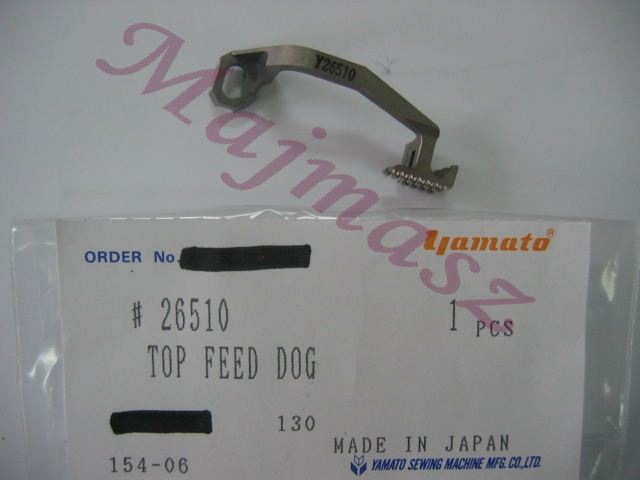 Y26510
Majmasz
yamato®
ORDER No.
# 26510
1 PCS
TOP FEED DOG
130
MADE IN JAPAN
154-06
YAMATO SEWING MACHINE MFG. CO., LTD.